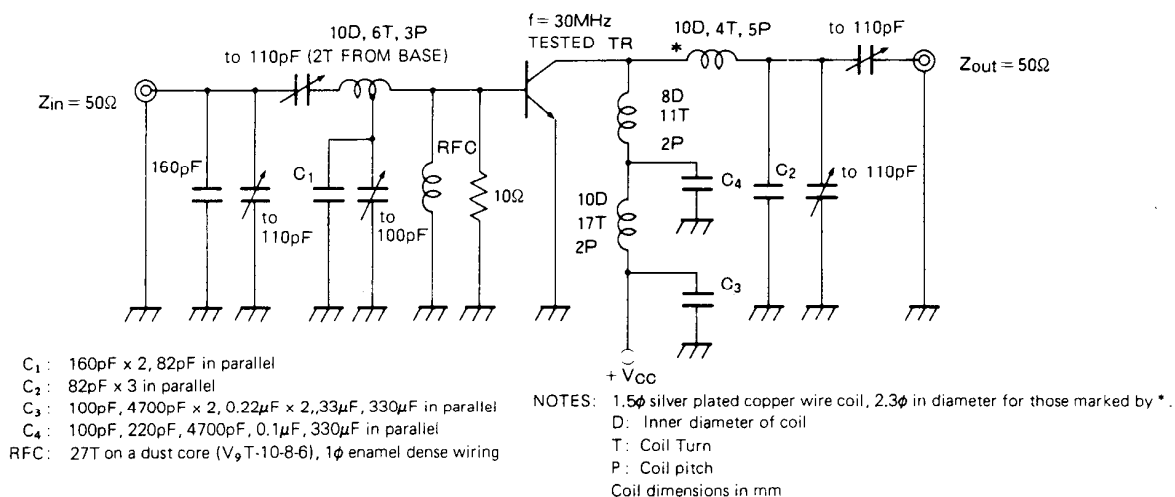 f = 30MHz
TESTED TR
10D, 6T, 3P
to 110pF (2T FROM BASE)
*
10D, 4T, 5P
to 110pF
Zin = 50Ω
Zout = 50Ω
160pF
to
110pF
C1
to
100pF
RFC
10Ω
8D
11T
2P
C4
C2
to 110pF
10D
17T
2P
C3
+ VCC
C1 : 160pF x 2, 82pF in parallel
C2 : 82pF x 3 in parallel
C3 : 100pF, 4700pF x 2, 0.22μF x 2,,33μF, 330μF in parallel
C4 : 100pF, 220pF, 4700pF, 0.1μF, 330μF in parallel
RFC: 27T on a dust core (V9T-10-8-6), 1ϕ enamel dense wiring
NOTES: 1.5ϕ silver plated copper wire coil, 2.3ϕ in diameter for those marked by *.
D: Inner diameter of coil
T: Coil Turn
P: Coil pitch
Coil dimensions in mm